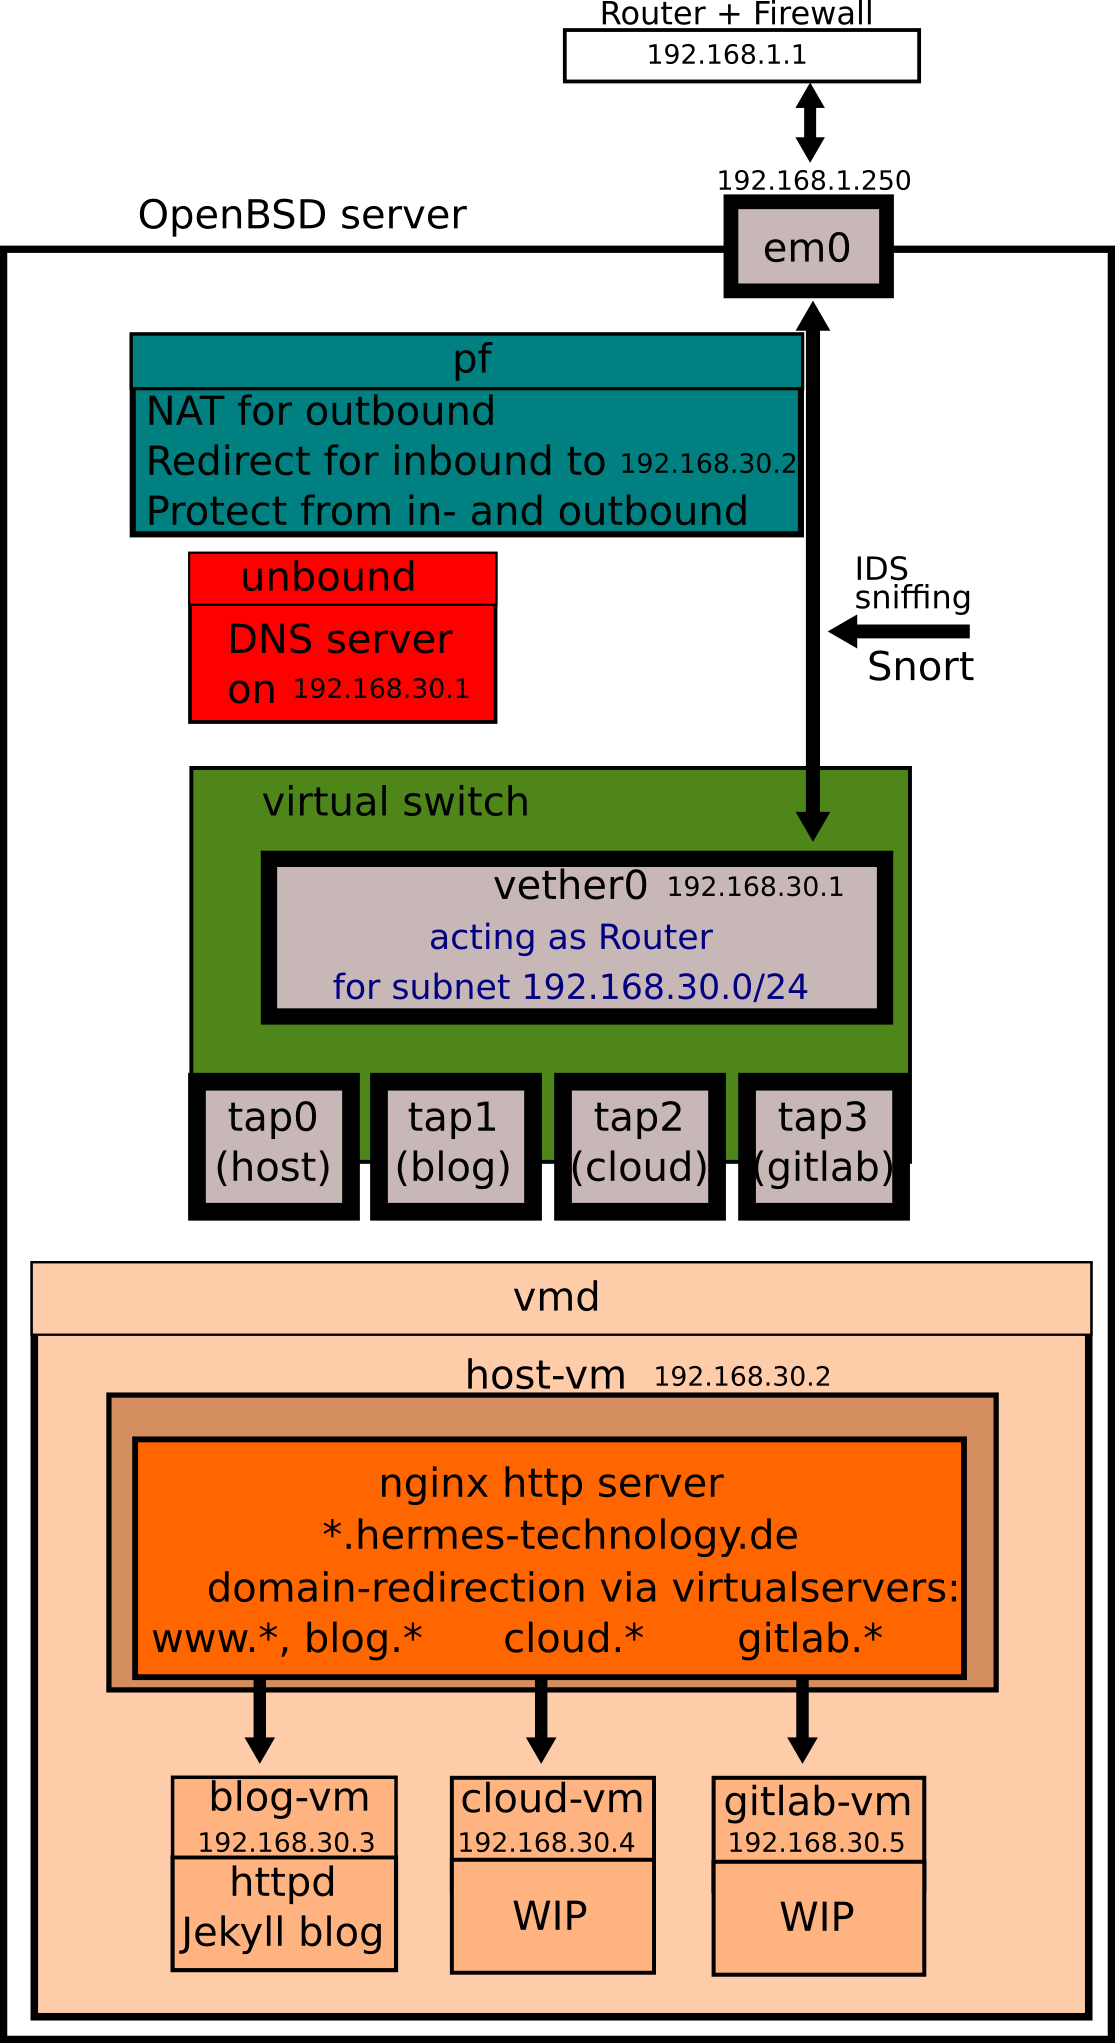 Router + Firewall
192.168.1.1
192.168.1.250
OpenBSD server
em0
pf
NAT for outbound
Redirect for inbound to 192.168.30.2
Protect from in- and outbound
IDS
sniffing
Snort
unbound
DNS server
on 192.168.30.1
virtual switch
vether0 192.168.30.1
acting as Router
for subnet 192.168.30.0/24
tap0
(host)
tap1
(blog)
tap2
(cloud)
tap3
(gitlab)
vmd
host-vm 192.168.30.2
nginx http server
*.hermes-technology.de
domain-redirection via virtualservers:
www.*, blog.* cloud.* gitlab.*
blog-vm
192.168.30.3
httpd
Jekyll blog
cloud-vm
192.168.30.4
WIP
gitlab-vm
192.168.30.5
WIP